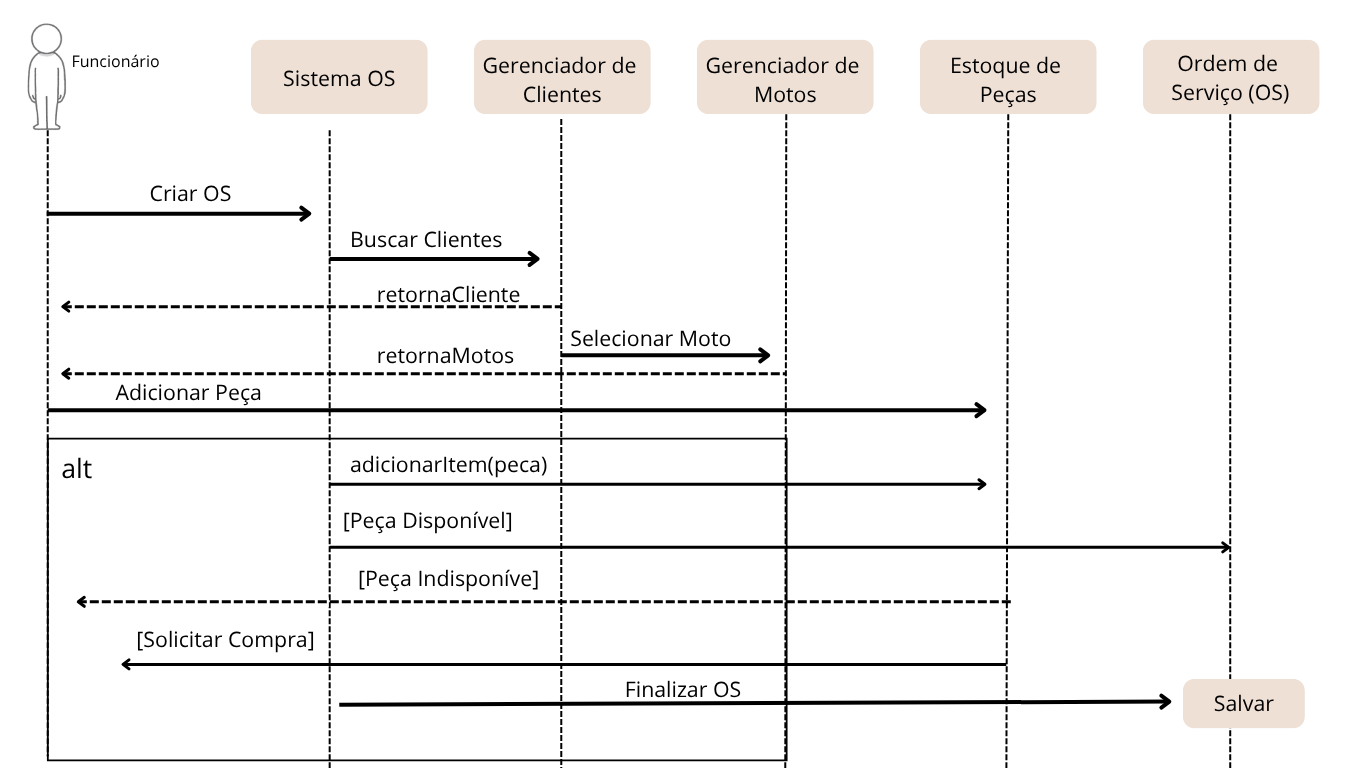 Funcionário
Sistema OS
Gerenciador de
Clientes
Gerenciador de
Motos
Estoque de
Peças
Ordem de
Serviço (OS)
Criar OS
Buscar Clientes
retornaCliente
Selecionar Moto
retornaMotos
Adicionar Peça
alt
adicionarItem(peca)
[Peça Disponível]
[Peça Indisponíve]
[Solicitar Compra]
Finalizar OS
Salvar